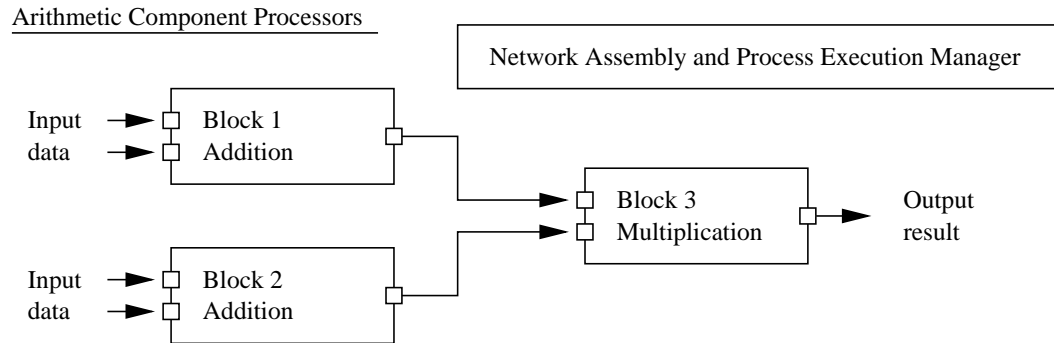 Arithmetic Component Processors
Network Assembly and Process Execution Manager
Input
data
Block 1
Addition
Block 3
Multiplication
Output
result
Input
data
Block 2
Addition